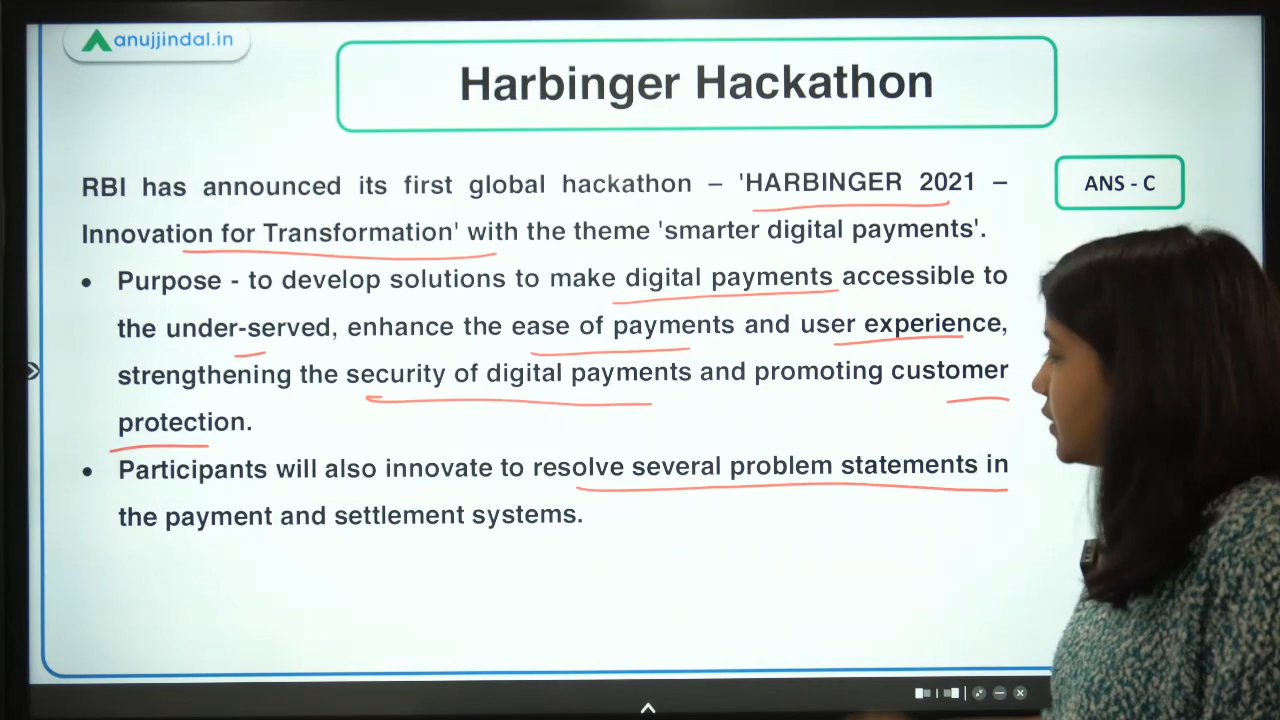 anujjindal.in
Harbinger Hackathon
RBI has announced its first global hackathon – 'HARBINGER 2021 –
Innovation for Transformation' with the theme 'smarter digital payments'.
ANS - C
• Purpose - to develop solutions to make digital payments accessible to
the under-served, enhance the ease of payments and user experience,
strengthening the security of digital payments and promoting customer
protection.
• Participants will also innovate to resolve several problem statements in
the payment and settlement systems.